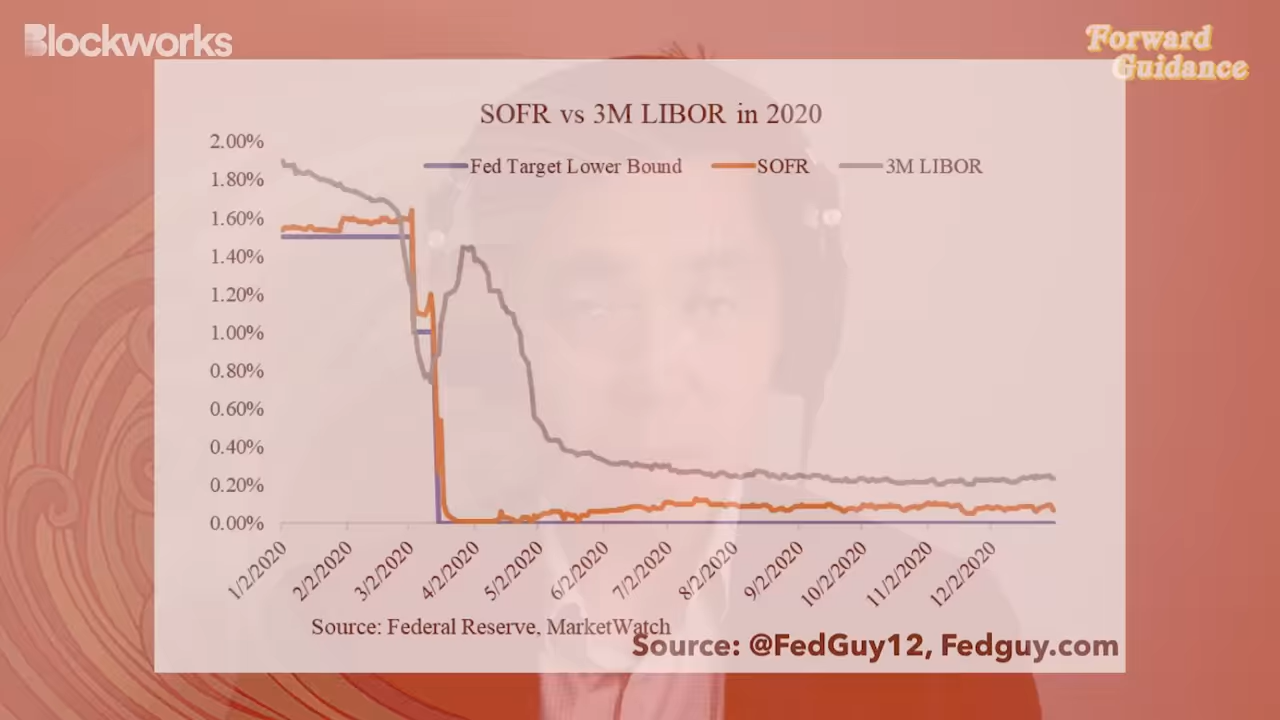 Blockworks
Forward
Guidance
SOFR vs 3M LIBOR in 2020
Fed Target Lower Bound
SOFR
3M LIBOR
2.00%
1.80%
1.60%
1.40%
1.20%
1.00%
0.80%
0.60%
0.40%
0.20%
0.00%
1/2/2020
2/2/2020
3/2/2020
4/2/2020
5/2/2020
6/2/2020
7/2/2020
8/2/2020
9/2/2020
10/2/2020
11/2/2020
12/2/2020
Source: Federal Reserve, MarketWatch
Source: @FedGuy12, Fedguy.com